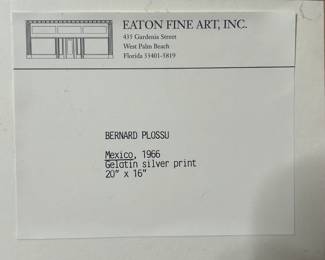 EATON FINE ART, INC.
435 Gardenia Street
West Palm Beach
Florida 33401-5819
BERNARD PLOSSU
Mexico, 1966
Gelatin silver print
20" x 16"